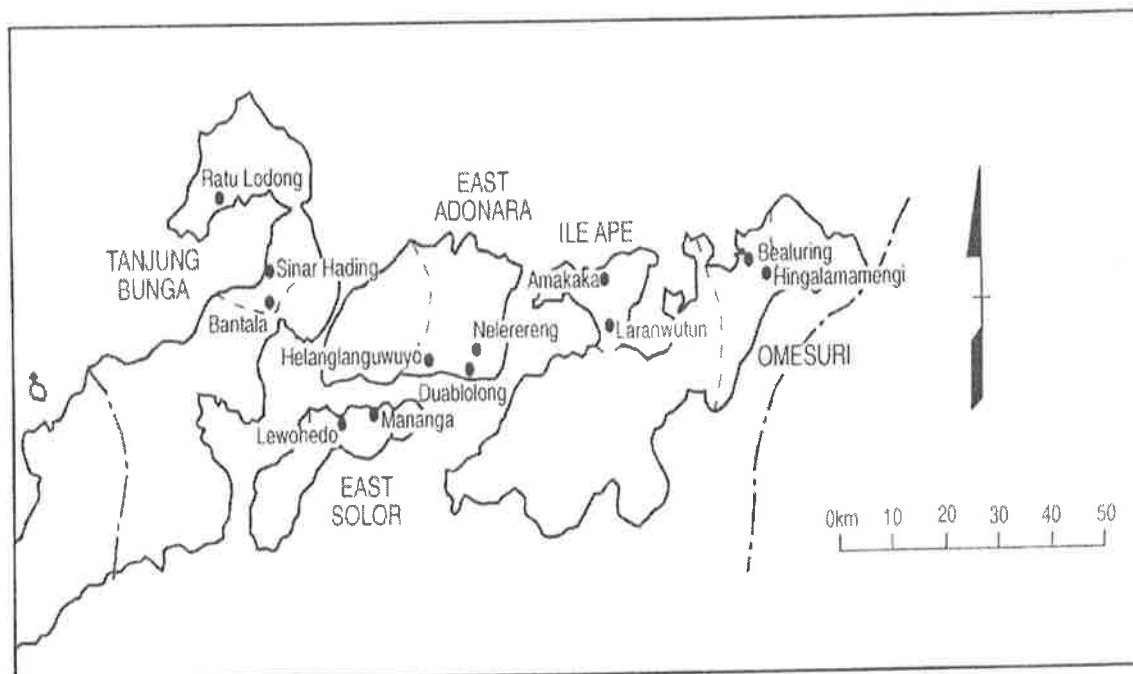 Ratu Lodong
EAST
ADONARA
ILE APE
TANJUNG
BUNGA
Sinar Hading
Bealuring
Hingalamamengi
Amakaka
Bantala
Nelerereng
Laranwutun
Helanglanguwuyo
OMESURI
Duablolong
Mananga
Lewohedo
EAST
SOLOR
0km 10 20 30 40 50